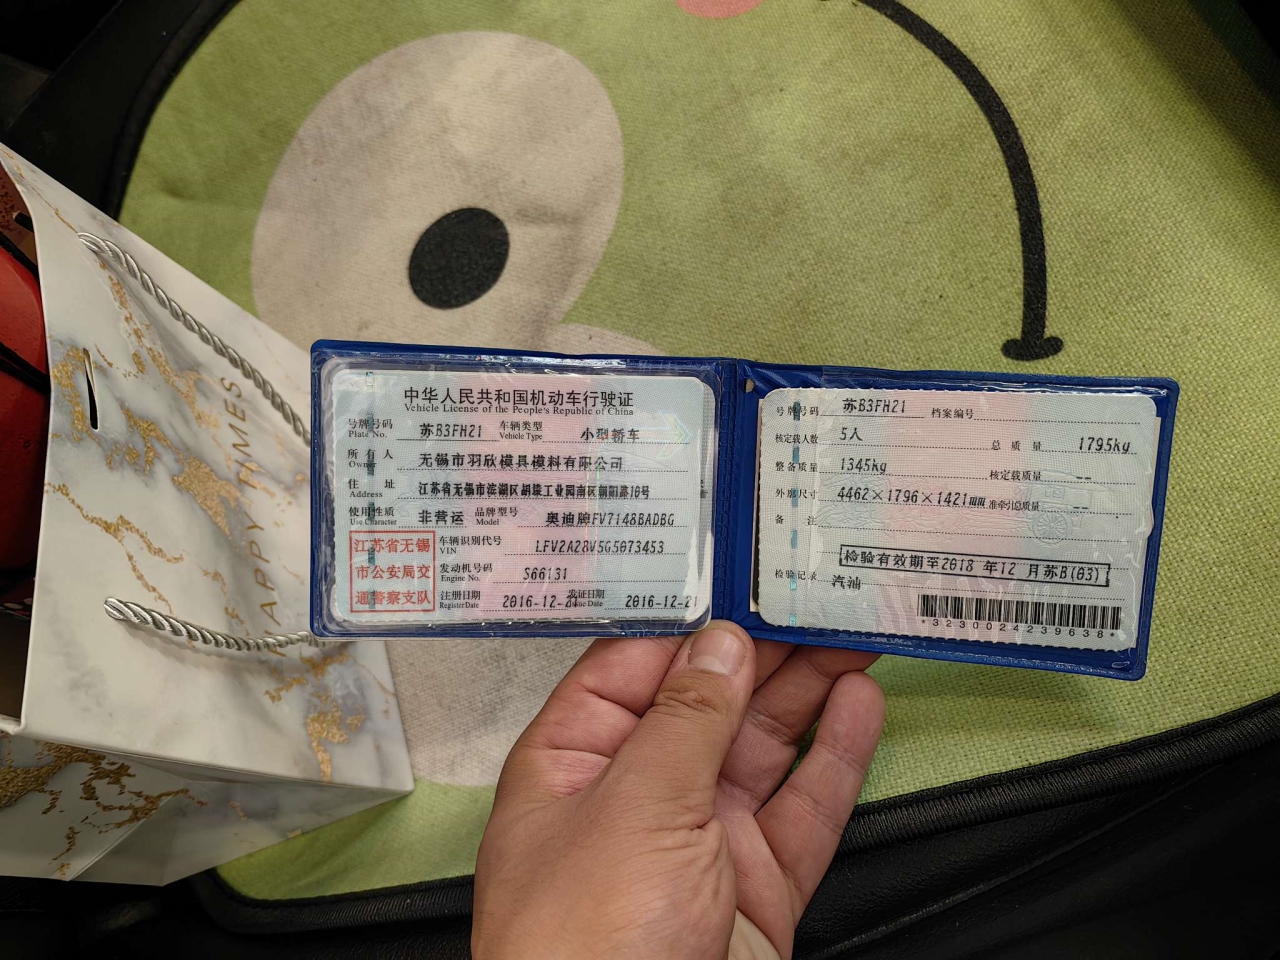 HAPPY TIMES
中华人民共和国机动车行驶证
Vehicle License of the People's Republic of China
号牌号码 苏B3FH21 车辆类型 小型轿车
Plate No. Vehicle Type
所有人 无锡市羽欣模具模料有限公司
Owner
住址 江苏省无锡市滨湖区胡埭工业园南区朝阳路18号
Address
使用性质 非营运 品牌型号 奥迪牌FV7148BADBG
Use Character Model
江苏省无锡
市公安局交
通警察支队
车辆识别代号 LFV2A28V5G5073453
VIN
发动机号码 S66131
Engine No.
注册日期 2016-12-21 发证日期 2016-12-21
Register Date Issue Date
号牌号码 苏B3FH21 档案编号
核定载人数 5人 总质量 1795kg
整备质量 1345kg 核定载质量 --
外廓尺寸 4462×1796×1421mm 准牵引总质量 --
备注
检验有效期至2018 年12 月苏B(03)
检验记录 汽油
*3230024239638*